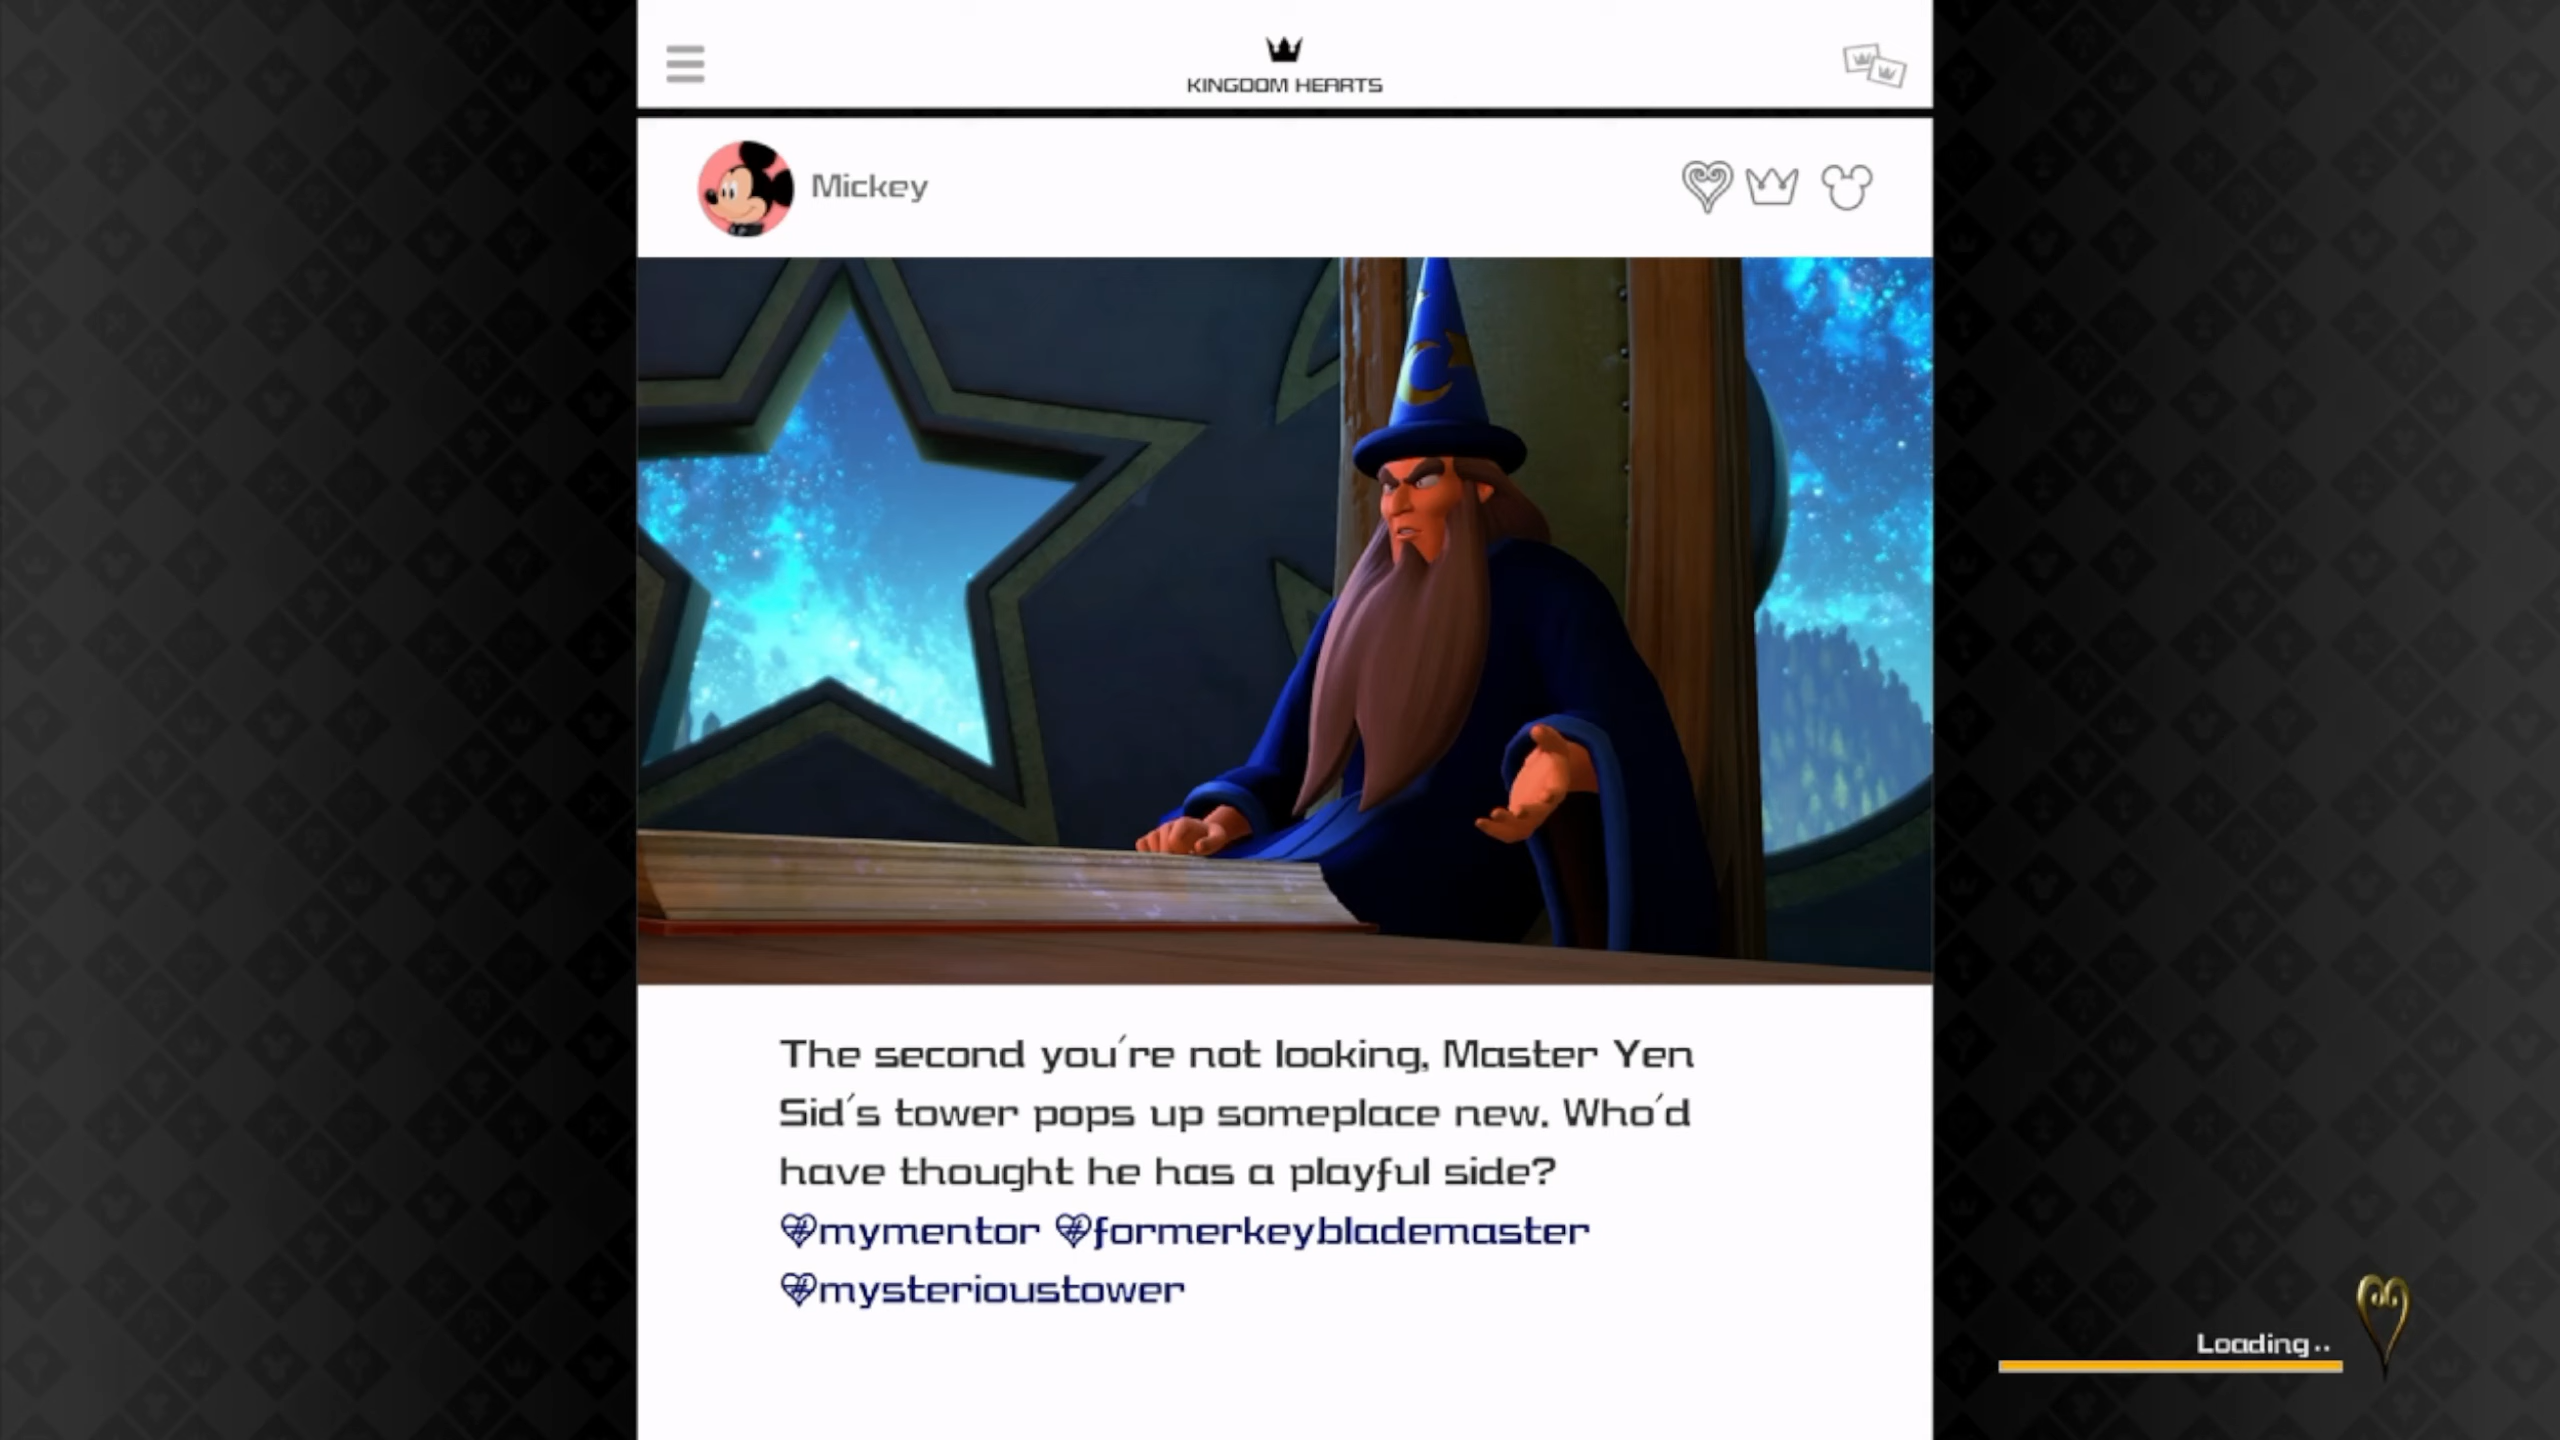 KINGDOM HEARTS
Mickey
The second you're not looking, Master Yen
Sid's tower pops up someplace new. Who'd
have thought he has a playful side?
#mymentor #formerkeyblademaster
#mysterioustower
Loading..